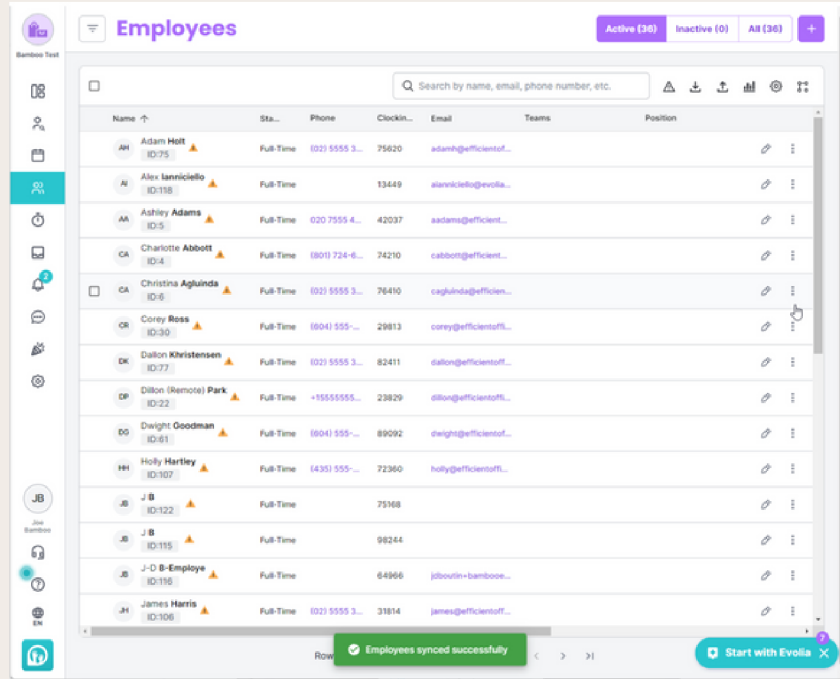 Employees
Active (36) Inactive (0) All (36) +
Bamboo Test
Search by name, email, phone number, etc.
Name Sta... Phone Clockin... Email Teams Position
AH Adam Holt Full-Time (02) 5555 3... 75620 adamh@efficientof...
ID:75
AI Alex Ianniciello Full-Time 13449 aianniciello@evolia...
ID:118
AA Ashley Adams Full-Time 020 7555 4... 42037 aadams@efficient...
ID:5
CA Charlotte Abbott Full-Time (801) 724-6... 74210 cabbott@efficient...
ID:4
CA Christina Agluinda Full-Time (02) 5555 3... 76410 cagluinda@efficien...
ID:6
2
CR Corey Ross Full-Time (604) 555-... 29813 corey@efficientoffi...
ID:30
DK Dallon Khristensen Full-Time (02) 5555 3... 82411 dallon@efficientoff...
ID:77
DP Dillon (Remote) Park Full-Time +15555555... 23829 dillon@efficientoffi...
ID:22
DG Dwight Goodman Full-Time (604) 555-... 89092 dwight@efficientof...
ID:61
HH Holly Hartley Full-Time (435) 555-... 72360 holly@efficientoffi...
ID:107
JB J B Full-Time 75168
ID:122
JB
Joe
Bamboo
JB J B Full-Time 98244
ID:115
JB J-D B-Employe Full-Time 64966 jdboutin+bambooe...
ID:116
JH James Harris Full-Time (02) 5555 3... 31814 james@efficientoff...
ID:106
EN
Row
Employees synced successfully
7
Start with Evolia